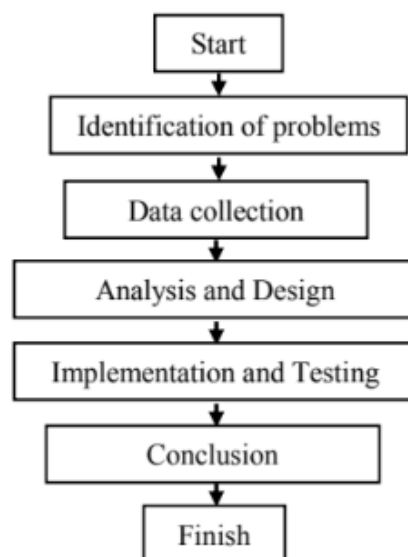 Start
Identification of problems
Data collection
Analysis and Design
Implementation and Testing
Conclusion
Finish